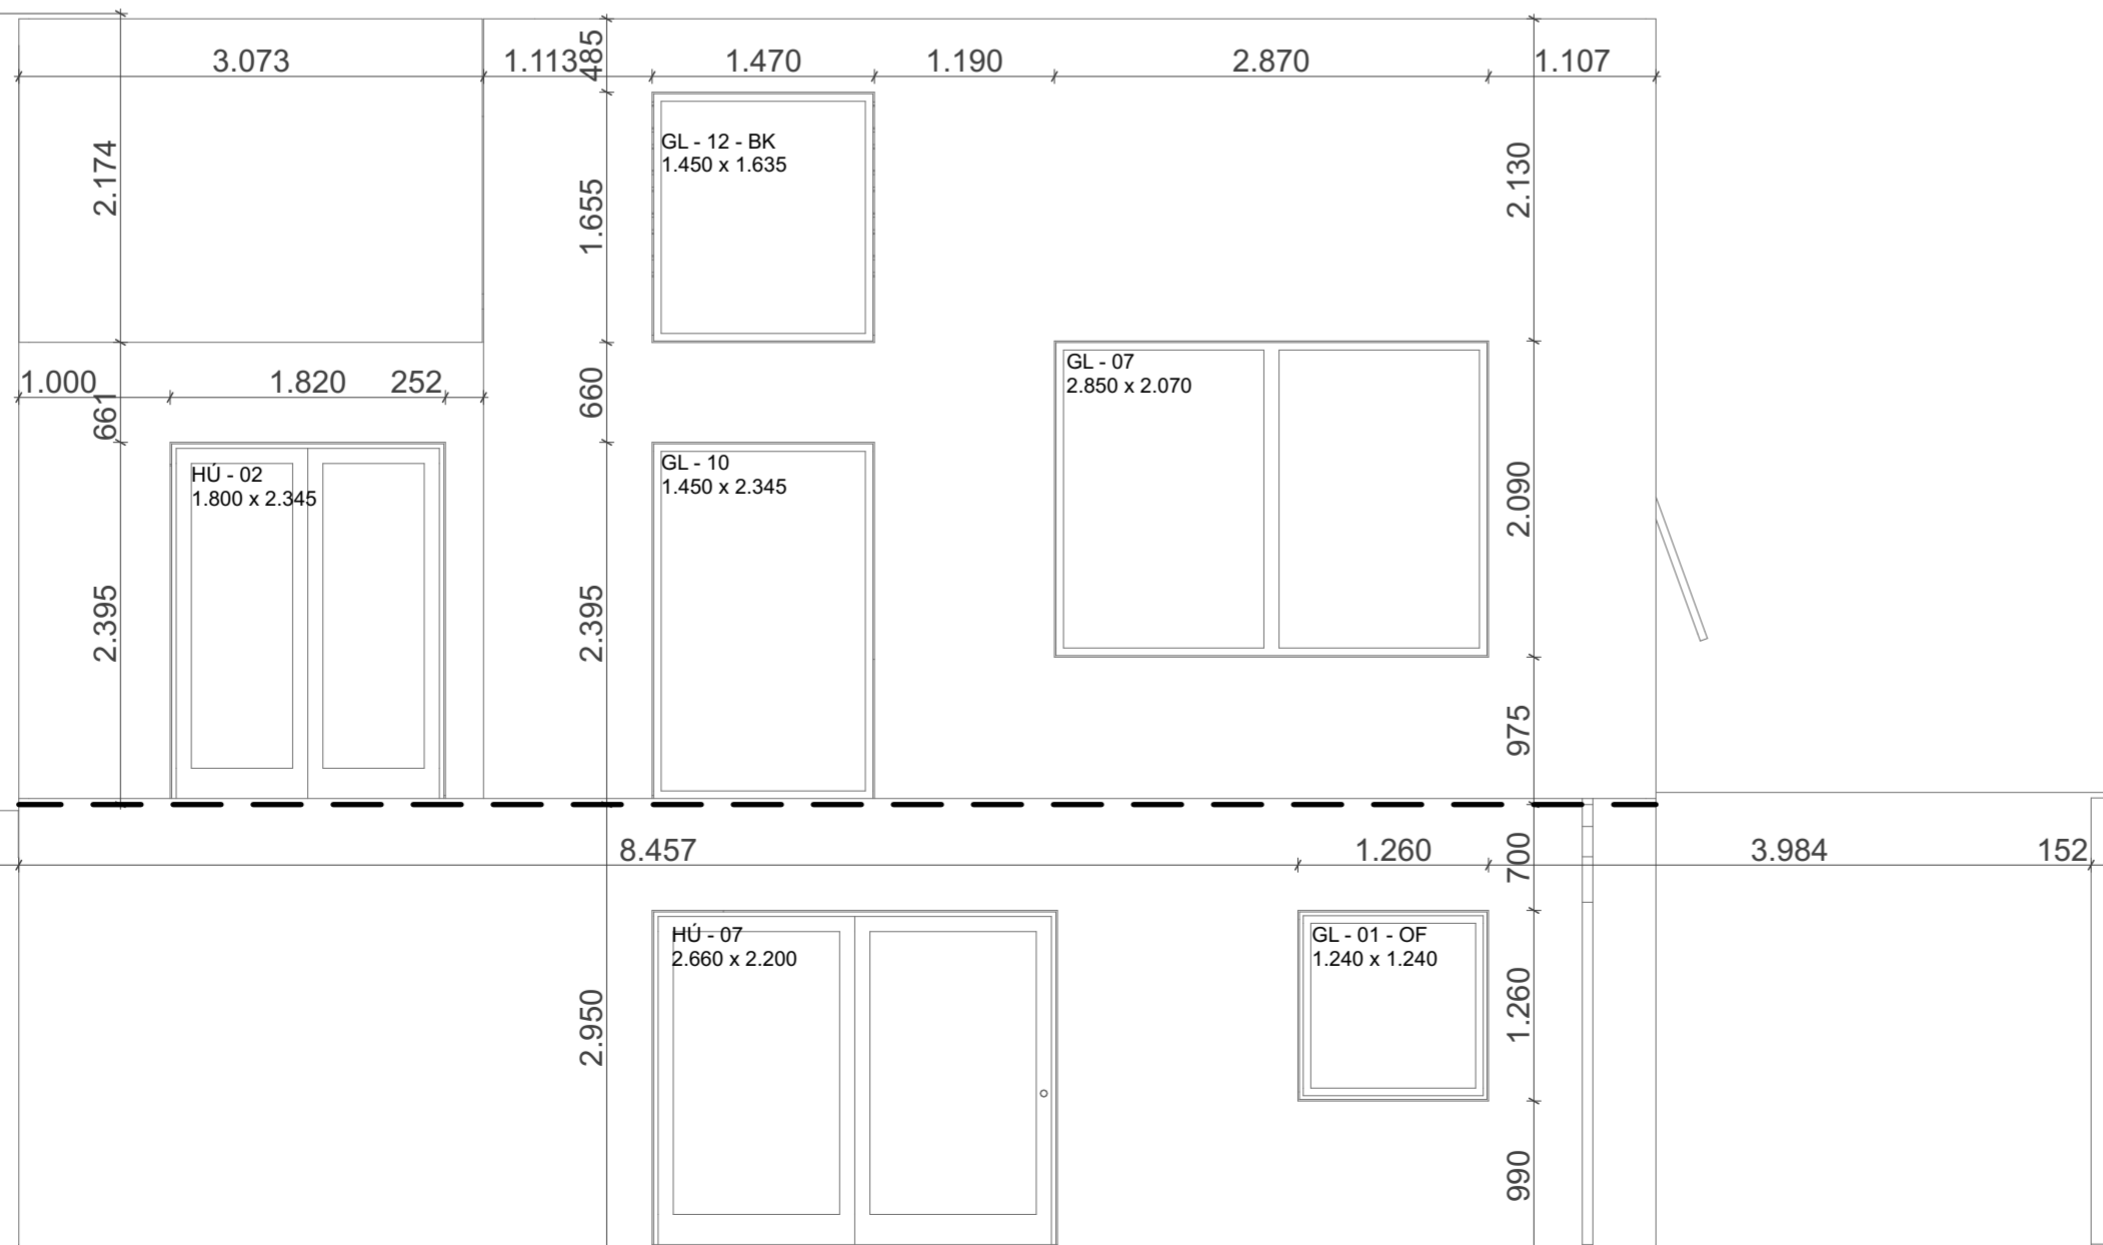 3.073
1.113
485
1.470
1.190
2.870
1.107
2.174
GL - 12 - BK
1.450 x 1.635
1.655
2.130
1.000
1.820
252
661
660
GL - 07
2.850 x 2.070
HÚ - 02
1.800 x 2.345
GL - 10
1.450 x 2.345
2.090
2.395
2.395
975
8.457
1.260
700
3.984
152
HÚ - 07
2.660 x 2.200
GL - 01 - OF
1.240 x 1.240
2.950
1.260
990